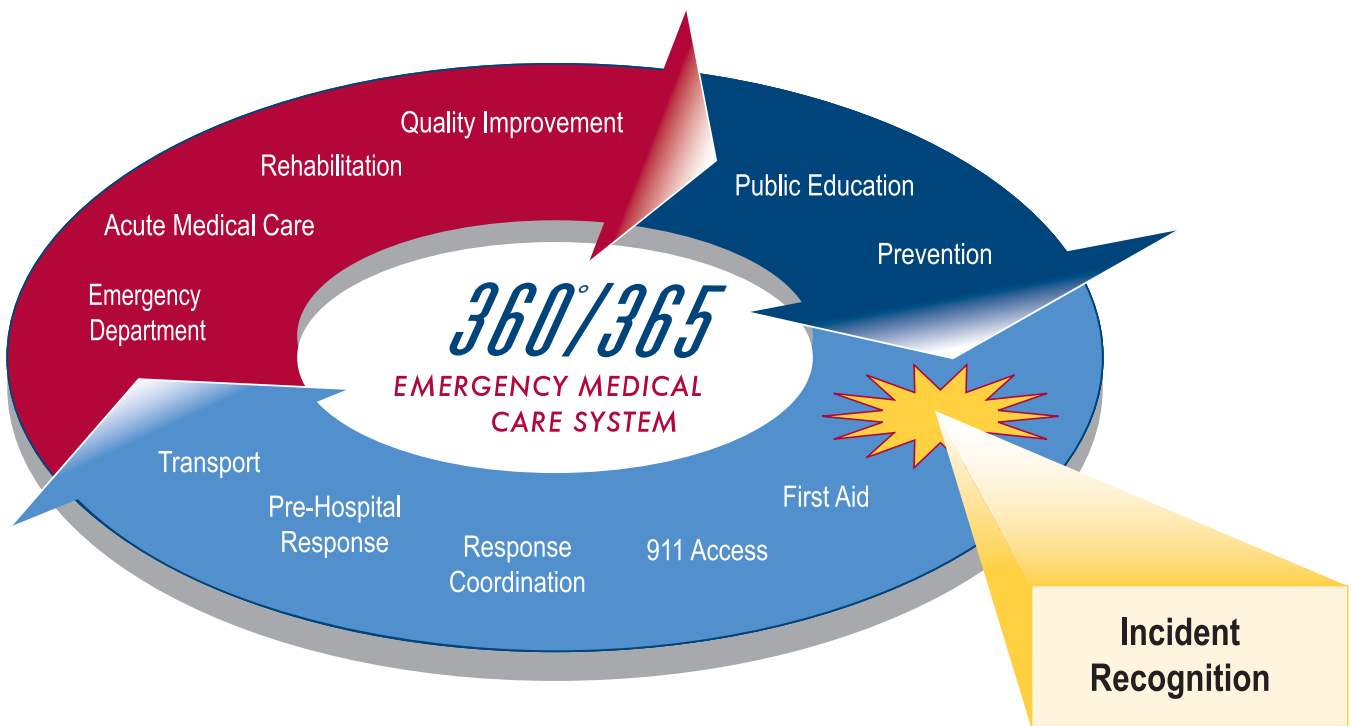 Quality Improvement
Rehabilitation
Acute Medical Care
Emergency
Department
Public Education
Prevention
360°/365
EMERGENCY MEDICAL
CARE SYSTEM
Transport
Pre-Hospital
Response
Response
Coordination
911 Access
First Aid
Incident
Recognition